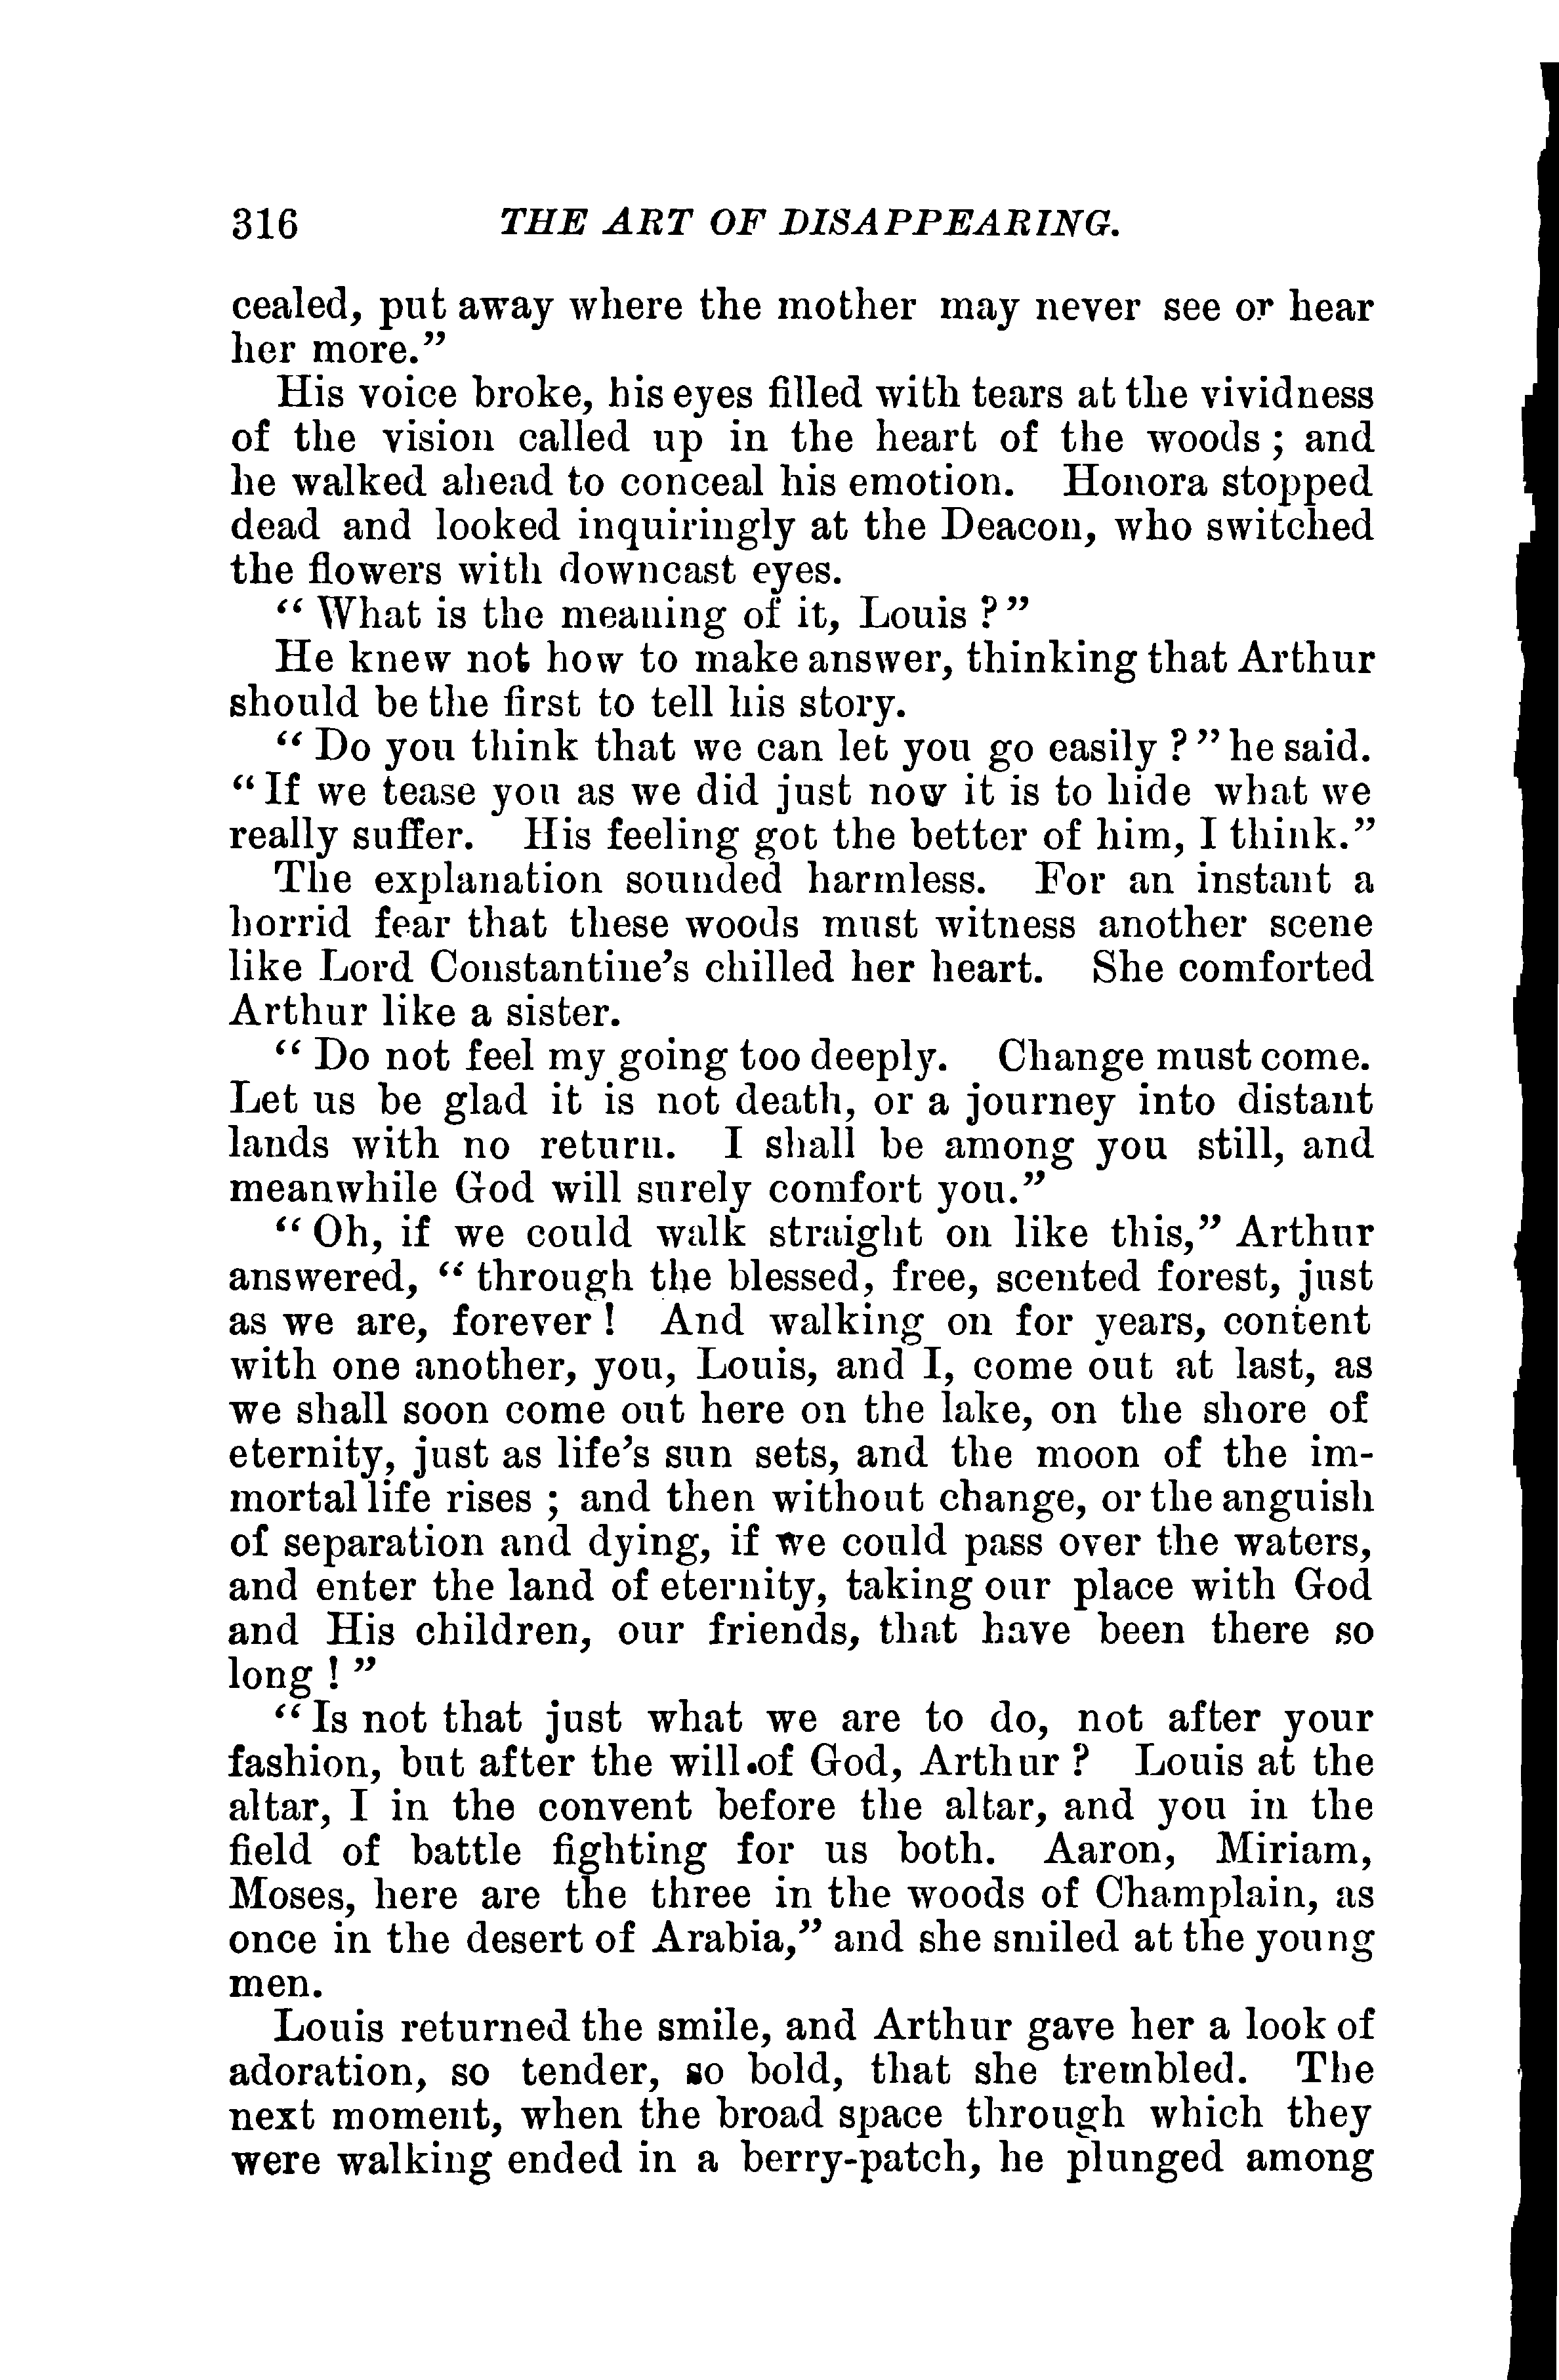 316 THE ART OF DISAPPEARING.
cealed, put away where the mother may never see or hear
her more.”
His voice broke, his eyes filled with tears at the vividness
of the vision called up in the heart of the woods ; and
he walked ahead to conceal his emotion. Honora stopped
dead and looked inquiringly at the Deacon, who switched
the flowers with downcast eyes.
“ What is the meaning of it, Louis ? ”
He knew not how to make answer, thinking that Arthur
should be the first to tell his story.
“ Do you think that we can let you go easily ? ” he said.
“ If we tease you as we did just now it is to hide what we
really suffer. His feeling got the better of him, I think.”
The explanation sounded harmless. For an instant a
horrid fear that these woods must witness another scene
like Lord Constantine’s chilled her heart. She comforted
Arthur like a sister.
“ Do not feel my going too deeply. Change must come.
Let us be glad it is not death, or a journey into distant
lands with no return. I shall be among you still, and
meanwhile God will surely comfort you.”
“ Oh, if we could walk straight on like this,” Arthur
answered, “ through the blessed, free, scented forest, just
as we are, forever ! And walking on for years, content
with one another, you, Louis, and I, come out at last, as
we shall soon come out here on the lake, on the shore of
eternity, just as life’s sun sets, and the moon of the im-
mortal life rises ; and then without change, or the anguish
of separation and dying, if we could pass over the waters,
and enter the land of eternity, taking our place with God
and His children, our friends, that have been there so
long ! ”
“ Is not that just what we are to do, not after your
fashion, but after the will of God, Arthur ? Louis at the
altar, I in the convent before the altar, and you in the
field of battle fighting for us both. Aaron, Miriam,
Moses, here are the three in the woods of Champlain, as
once in the desert of Arabia,” and she smiled at the young
men.
Louis returned the smile, and Arthur gave her a look of
adoration, so tender, so bold, that she trembled. The
next moment, when the broad space through which they
were walking ended in a berry-patch, he plunged among